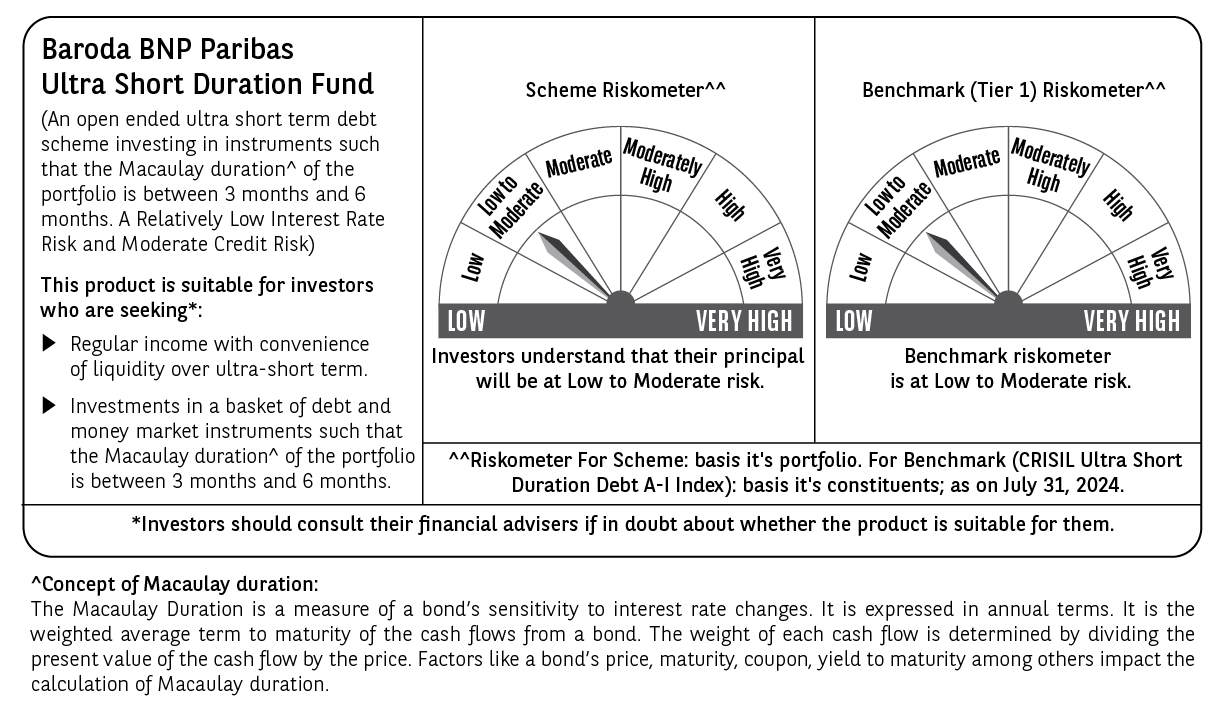 Baroda BNP Paribas
Ultra Short Duration Fund
(An open ended ultra short term debt
scheme investing in instruments such
that the Macaulay duration^ of the
portfolio is between 3 months and 6
months. A Relatively Low Interest Rate
Risk and Moderate Credit Risk)
This product is suitable for investors
who are seeking*:
Regular income with convenience
of liquidity over ultra-short term.
Investments in a basket of debt and
money market instruments such that
the Macaulay duration^ of the portfolio
is between 3 months and 6 months.
Scheme Riskometer^^
Low
Low to
Moderate
Moderate
Moderately
High
High
Very
High
LOW VERY HIGH
Investors understand that their principal
will be at Low to Moderate risk.
Benchmark (Tier 1) Riskometer^^
Low
Low to
Moderate
Moderate
Moderately
High
High
Very
High
LOW VERY HIGH
Benchmark riskometer
is at Low to Moderate risk.
^^Riskometer For Scheme: basis it's portfolio. For Benchmark (CRISIL Ultra Short
Duration Debt A-I Index): basis it's constituents; as on July 31, 2024.
*Investors should consult their financial advisers if in doubt about whether the product is suitable for them.
^Concept of Macaulay duration:
The Macaulay Duration is a measure of a bond’s sensitivity to interest rate changes. It is expressed in annual terms. It is the
weighted average term to maturity of the cash flows from a bond. The weight of each cash flow is determined by dividing the
present value of the cash flow by the price. Factors like a bond’s price, maturity, coupon, yield to maturity among others impact the
calculation of Macaulay duration.